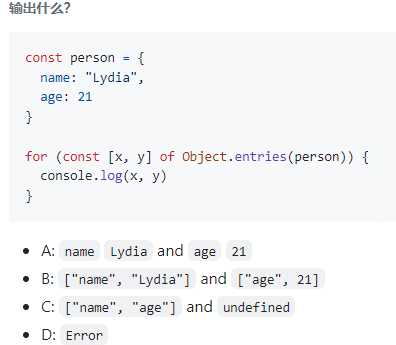 输出什么?
const person = {
  name: "Lydia",
  age: 21
}

for (const [x, y] of Object.entries(person)) {
  console.log(x, y)
}
• A: name Lydia and age 21
• B: ["name", "Lydia"] and ["age", 21]
• C: ["name", "age"] and undefined
• D: Error